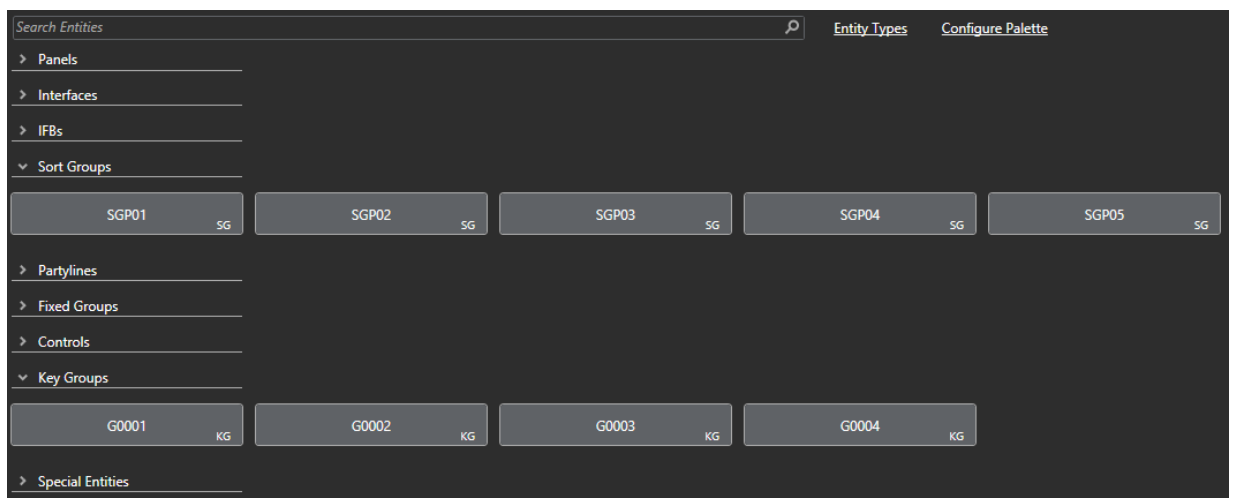 Search Entities Entity Types Configure Palette
Panels
Interfaces
IFBs
Sort Groups
SGP01 SG SGP02 SG SGP03 SG SGP04 SG SGP05 SG
Partylines
Fixed Groups
Controls
Key Groups
G0001 KG G0002 KG G0003 KG G0004 KG
Special Entities